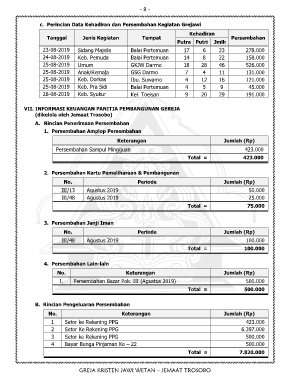 - 8 -
c. Perincian Data Kehadiran dan Persembahan Kegiatan Grejawi
Tanggal Jenis Kegiatan Tempat Kehadiran Persembahan
Putra Putri Jmlh
23-08-2019 Sidang Majelis Balai Pertemuan 17 6 23 278.000
24-08-2019 Keb. Pemuda Balai Pertemuan 14 8 22 158.000
25-08-2019 Umum GKJW Darmo 18 28 46 526.000
25-08-2019 Anak/Remaja GSG Darmo 7 4 11 131.000
25-08-2019 Keb. Dorkas Ibu. Suwarno 4 12 16 121.000
25-08-2019 Keb. Pra Sidi Balai Pertemuan 4 5 9 45.000
28-08-2019 Keb. Syukur Kel. Toeisan 9 20 29 191.000
VII. INFORMASI KEUANGAN PANITIA PEMBANGUNAN GEREJA
(dikelola oleh Jemaat Trosobo)
A. Rincian Penerimaan Persembahan
1. Persembahan Amplop Persembahan
Keterangan Jumlah (Rp)
Persembahan Sampul Mingguan 423.000
Total = 423.000
2. Persembahan Kartu Pemeliharaan & Pembangunan
No. Periode Jumlah (Rp)
III/13 Agustus 2019 50.000
III/48 Agustus 2019 25.000
Total = 75.000
3. Persembahan Janji Iman
No. Periode Jumlah (Rp)
III/48 Agustus 2019 100.000
Total = 100.000
4. Persembahan Lain-lain
No. Keterangan Jumlah (Rp)
1. Persembahan Bazar Pok. III (Agustus 2019) 500.000
Total = 500.000
B. Rincian Pengeluaran Persembahan
No. Keterangan Jumlah (Rp)
1 Setor ke Rekening PPG 423.000
2 Setor Ke Rekening PPG 6.397.000
3 Setor ke Rekening PPG 500.000
4 Bayar Bunga Pinjaman Ke – 22 500.000
Total = 7.820.000
GREJA KRISTEN JAWI WETAN – JEMAAT TROSOBO